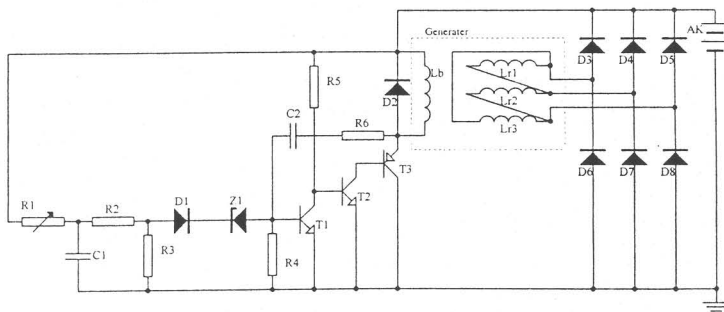 Generater
AK
D3
D4
D5
Lb
Lr1
Lr2
Lr3
R5
D2
C2
R6
D6
D7
D8
T3
T2
T1
R1
R2
D1
Z1
R3
R4
C1